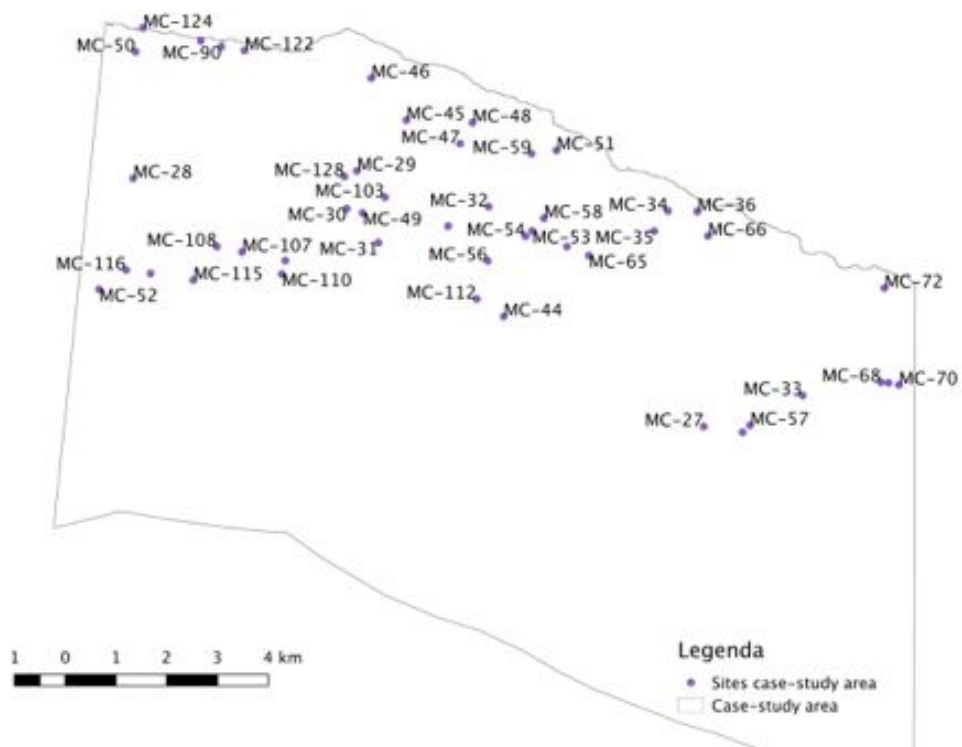 MC-124
MC-50
MC-90
MC-122
MC-46
MC-45
MC-48
MC-47
MC-59
MC-51
MC-128
MC-29
MC-28
MC-103
MC-32
MC-30
MC-49
MC-58
MC-34
MC-36
MC-54
MC-53
MC-35
MC-66
MC-108
MC-107
MC-31
MC-56
MC-65
MC-116
MC-115
MC-110
MC-52
MC-72
MC-112
MC-44
MC-68
MC-70
MC-33
MC-27
MC-57
1 0 1 2 3 4 km
Legenda
Sites case-study area
Case-study area